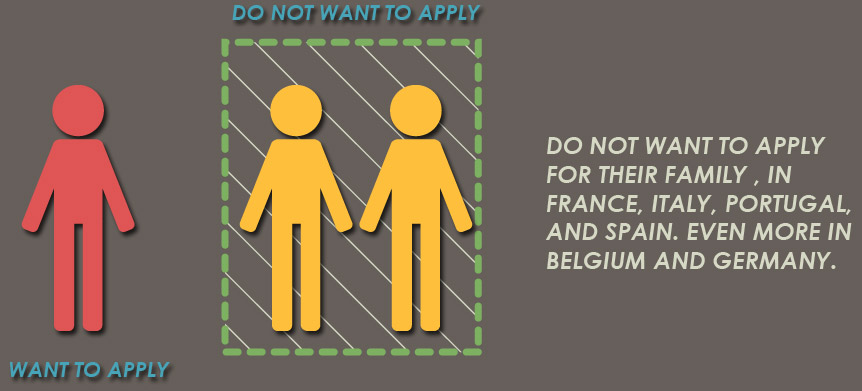 DO NOT WANT TO APPLY
WANT TO APPLY
DO NOT WANT TO APPLY
FOR THEIR FAMILY , IN
FRANCE, ITALY, PORTUGAL,
AND SPAIN. EVEN MORE IN
BELGIUM AND GERMANY.